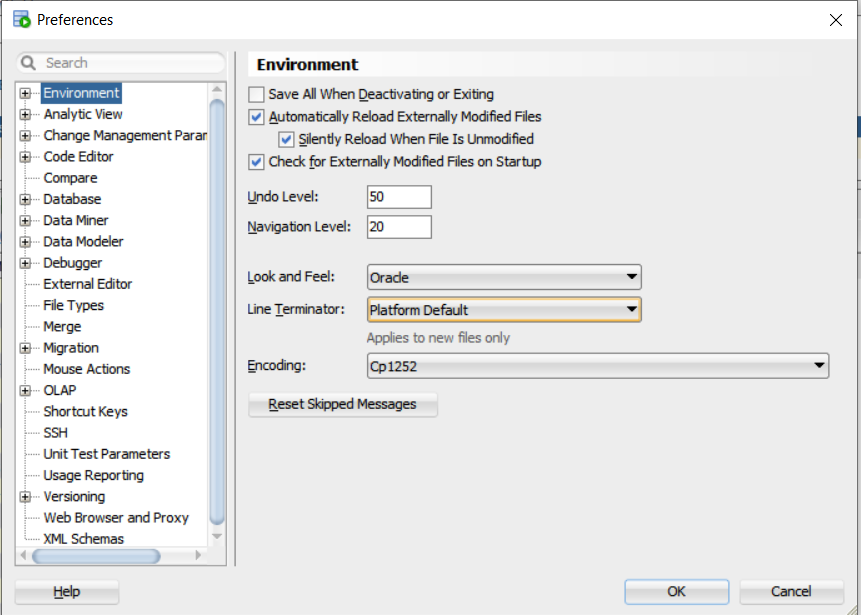 Preferences
Search
Environment
Analytic View
Change Management Parar
Code Editor
Compare
Database
Data Miner
Data Modeler
Debugger
External Editor
File Types
Merge
Migration
Mouse Actions
OLAP
Shortcut Keys
SSH
Unit Test Parameters
Usage Reporting
Versioning
Web Browser and Proxy
XML Schemas
Environment
Save All When Deactivating or Exiting
Automatically Reload Externally Modified Files
Silently Reload When File Is Unmodified
Check for Externally Modified Files on Startup
Undo Level: 50
Navigation Level: 20
Look and Feel: Oracle
Line Terminator: Platform Default
Applies to new files only
Encoding: Cp1252
Reset Skipped Messages
Help
OK
Cancel